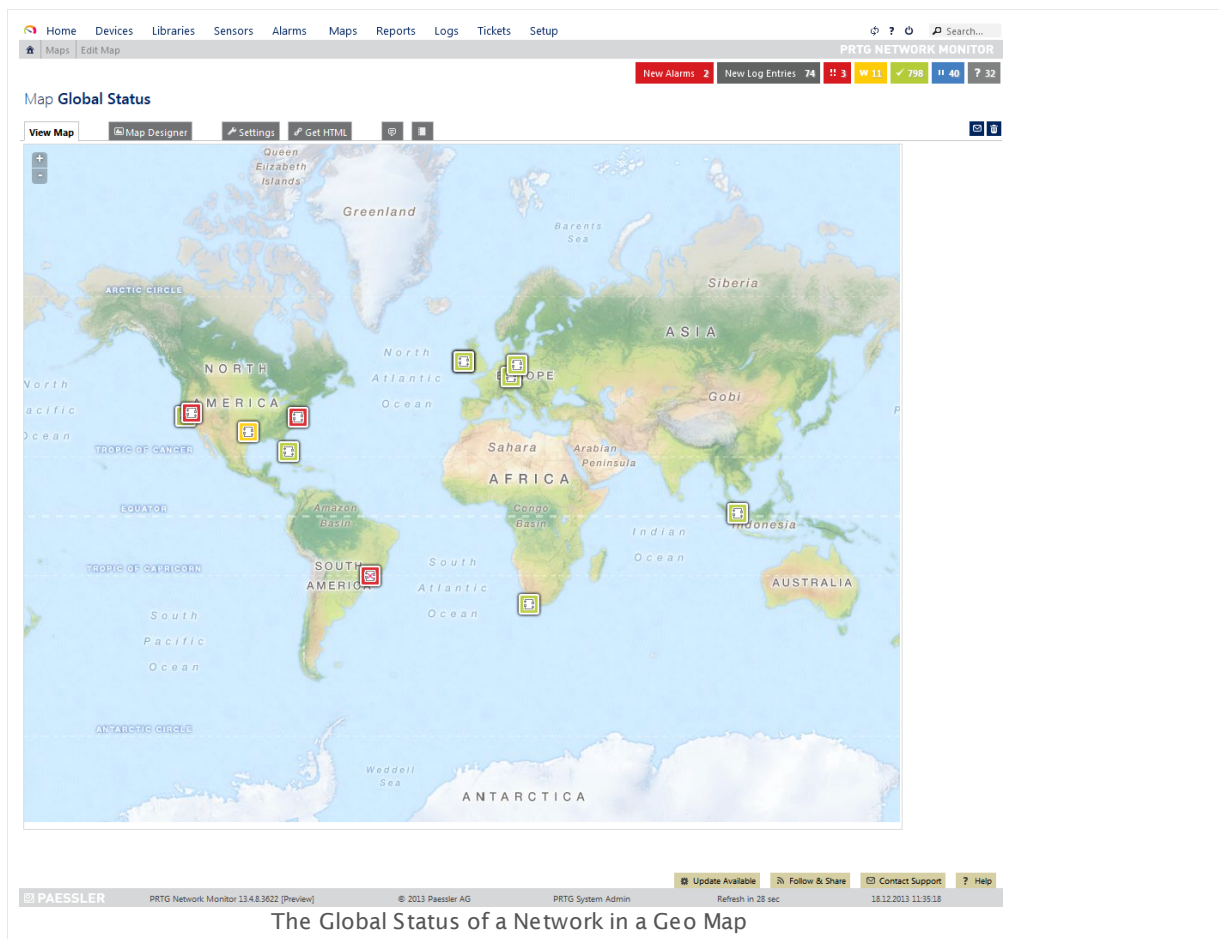 Home Devices Libraries Sensors Alarms Maps Reports Logs Tickets Setup ? Search...
Maps Edit Map PRTG NETWORK MONITOR
New Alarms 2 New Log Entries 74 !! 3 W 11 ✓ 798 II 40 ? 32
Map Global Status
View Map Map Designer Settings Get HTML
+
-
Queen
Elizabeth
Islands
Greenland
Barents
Sea
Siberia
ARCTIC CIRCLE
ASIA
North
Atlantic
Ocean
NORTH
AMERICA
EUROPE
Gobi
North
acific
cean
P
TROPIC OF CANCER
Sahara
Arabian
Peninsula
AFRICA
EQUATOR
Amazon
Basin
Congo
Basin
Indian
Ocean
Indonesia
TROPIC OF CAPRICORN
SOUTH
AMERICA
South
Atlantic
Ocean
AUSTRALIA
South
Pacific
Ocean
ANTARCTIC CIRCLE
Weddell
Sea
ANTARCTICA
Update Available Follow & Share Contact Support ? Help
PAESSLER PRTG Network Monitor 13.4.8.3622 [Preview] © 2013 Paessler AG PRTG System Admin Refresh in 28 sec 18.12.2013 11:35:18
The Global Status of a Network in a Geo Map